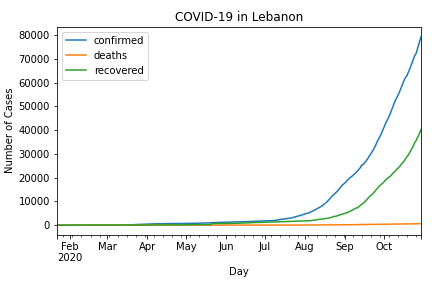 COVID-19 in Lebanon
confirmed
deaths
recovered
Number of Cases
80000
70000
60000
50000
40000
30000
20000
10000
0
Feb Mar Apr May Jun Jul Aug Sep Oct
2020
Day